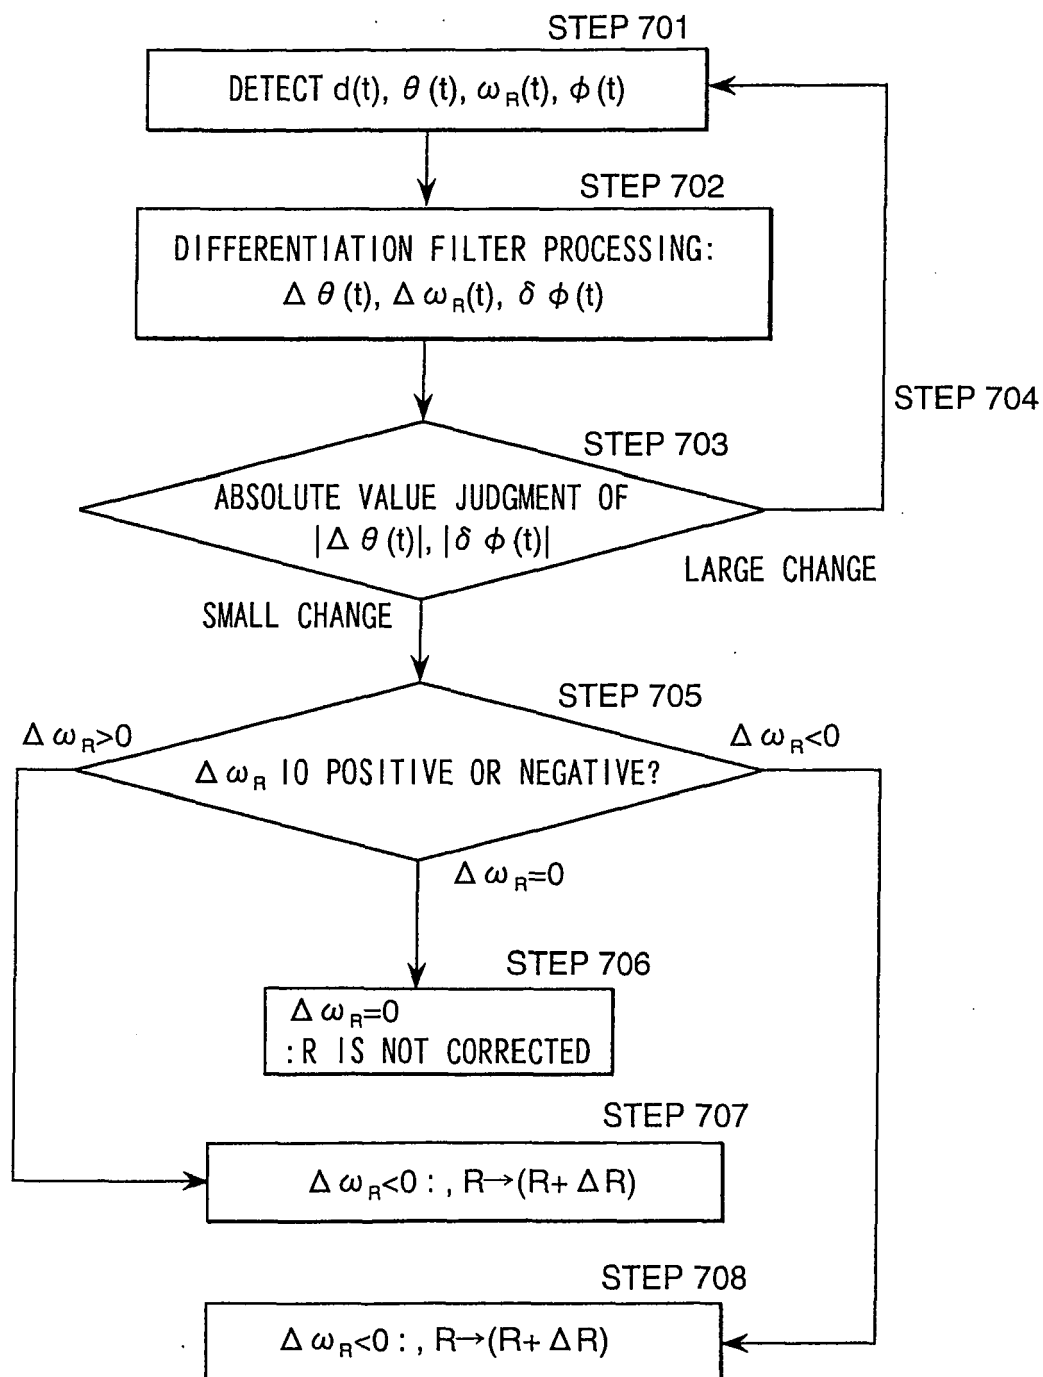 STEP 701
DETECT d(t), θ(t), ω_R(t), φ(t)
STEP 702
DIFFERENTIATION FILTER PROCESSING:
Δθ(t), Δω_R(t), δφ(t)
STEP 704
STEP 703
ABSOLUTE VALUE JUDGMENT OF
|Δθ(t)|, |δφ(t)|
LARGE CHANGE
SMALL CHANGE
STEP 705
Δω_R>0
Δω_R<0
Δω_R IO POSITIVE OR NEGATIVE?
Δω_R=0
STEP 706
Δω_R=0
:R IS NOT CORRECTED
STEP 707
Δω_R<0 : , R→(R+ΔR)
STEP 708
Δω_R<0 : , R→(R+ΔR)